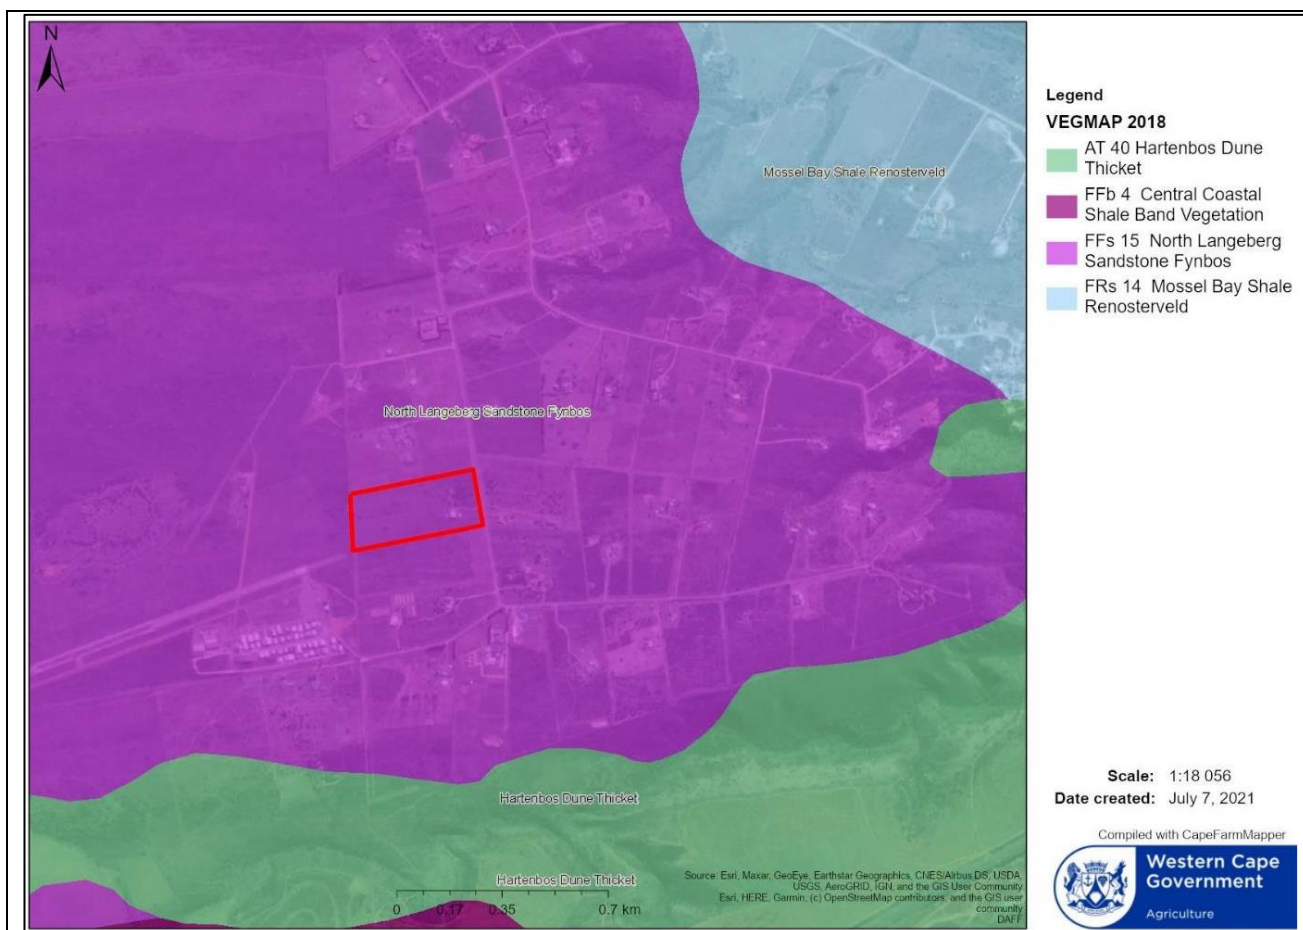 N
Mossel Bay Shale Renosterveld
North Langeberg Sandstone Fynbos
Hartenbos Dune Thicket
Hartenbos Dune Thicket
0 0.17 0.35 0.7 km
Source: Esri, Maxar, GeoEye, Earthstar Geographics, CNES/Airbus DS, USDA,
USGS, AeroGRID, IGN, and the GIS User Community
Esri, HERE, Garmin, (c) OpenStreetMap contributors, and the GIS user
community
DAFF
Legend
VEGMAP 2018
AT 40 Hartenbos Dune
Thicket
FFb 4 Central Coastal
Shale Band Vegetation
FFs 15 North Langeberg
Sandstone Fynbos
FRs 14 Mossel Bay Shale
Renosterveld
Scale: 1:18 056
Date created: July 7, 2021
Compiled with CapeFarmMapper
Western Cape
Government
Agriculture